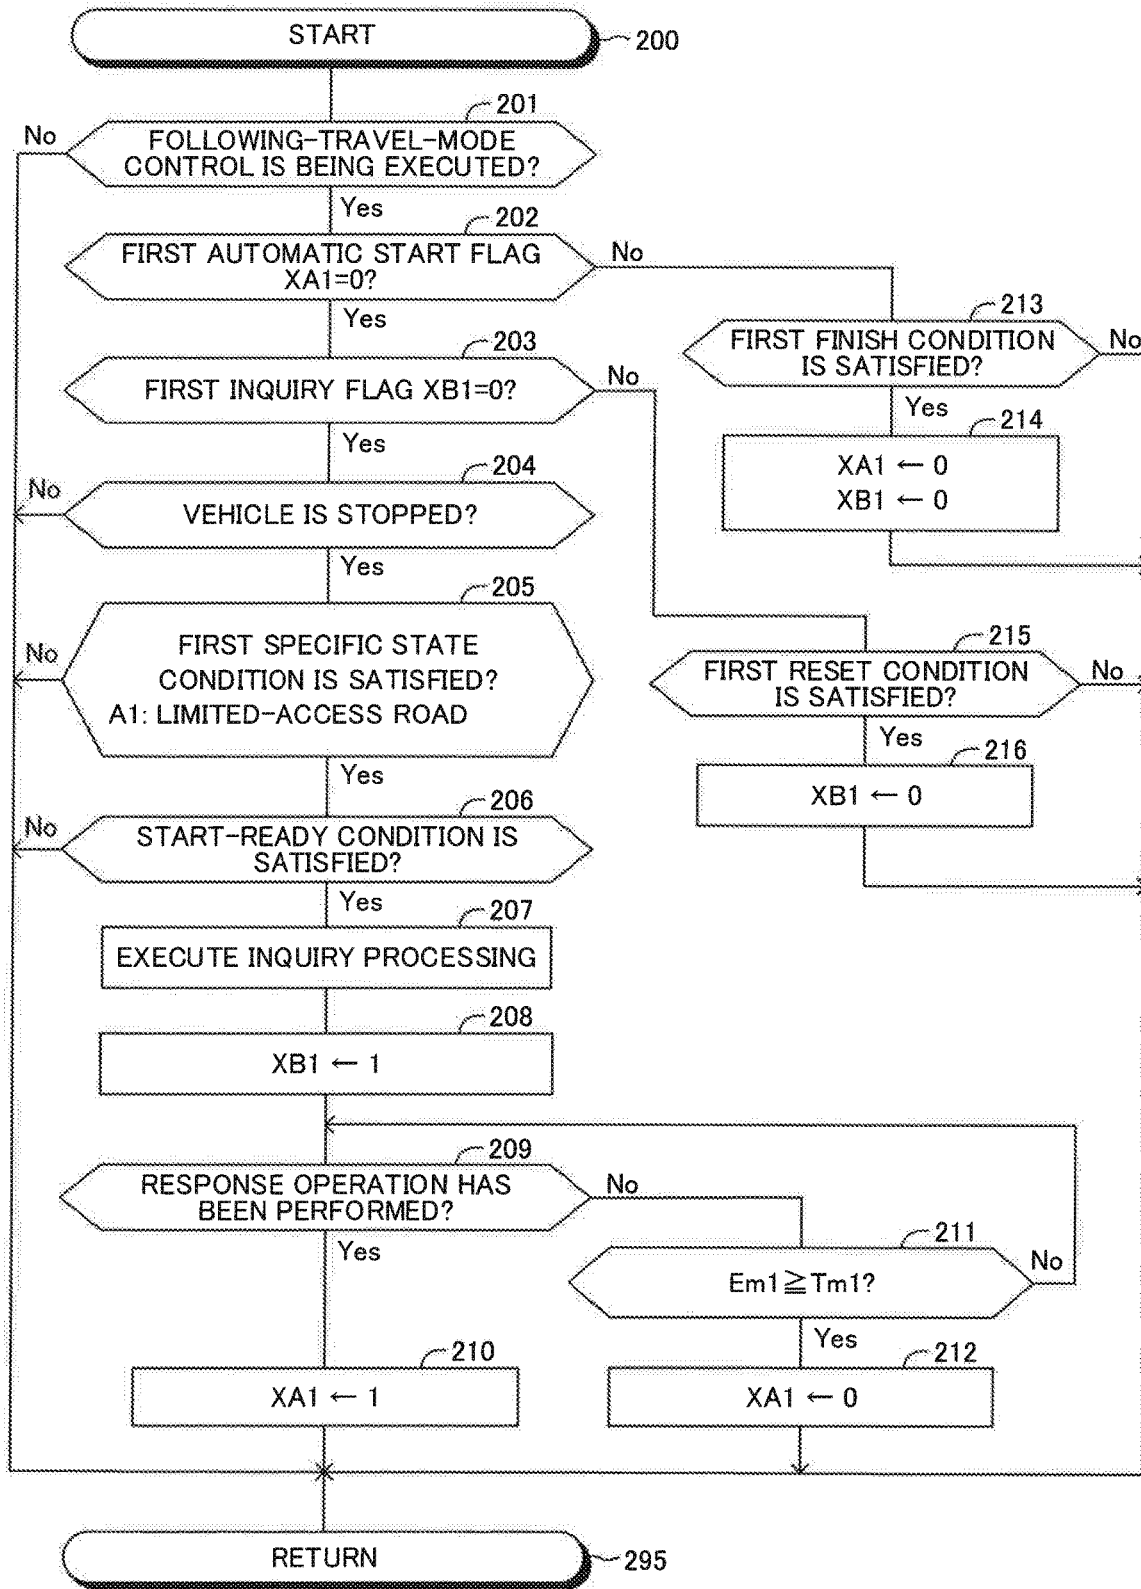 START
200
201
No
FOLLOWING-TRAVEL-MODE
CONTROL IS BEING EXECUTED?
Yes
202
FIRST AUTOMATIC START FLAG
XA1=0?
No
Yes
203
FIRST INQUIRY FLAG XB1=0?
No
Yes
213
FIRST FINISH CONDITION
IS SATISFIED?
No
Yes
214
XA1 ← 0
XB1 ← 0
204
No
VEHICLE IS STOPPED?
Yes
205
No
FIRST SPECIFIC STATE
CONDITION IS SATISFIED?
A1: LIMITED-ACCESS ROAD
Yes
215
FIRST RESET CONDITION
IS SATISFIED?
No
Yes
216
XB1 ← 0
206
No
START-READY CONDITION IS
SATISFIED?
Yes
207
EXECUTE INQUIRY PROCESSING
208
XB1 ← 1
209
RESPONSE OPERATION HAS
BEEN PERFORMED?
No
Yes
211
Em1≧Tm1?
No
Yes
210
XA1 ← 1
212
XA1 ← 0
RETURN
295